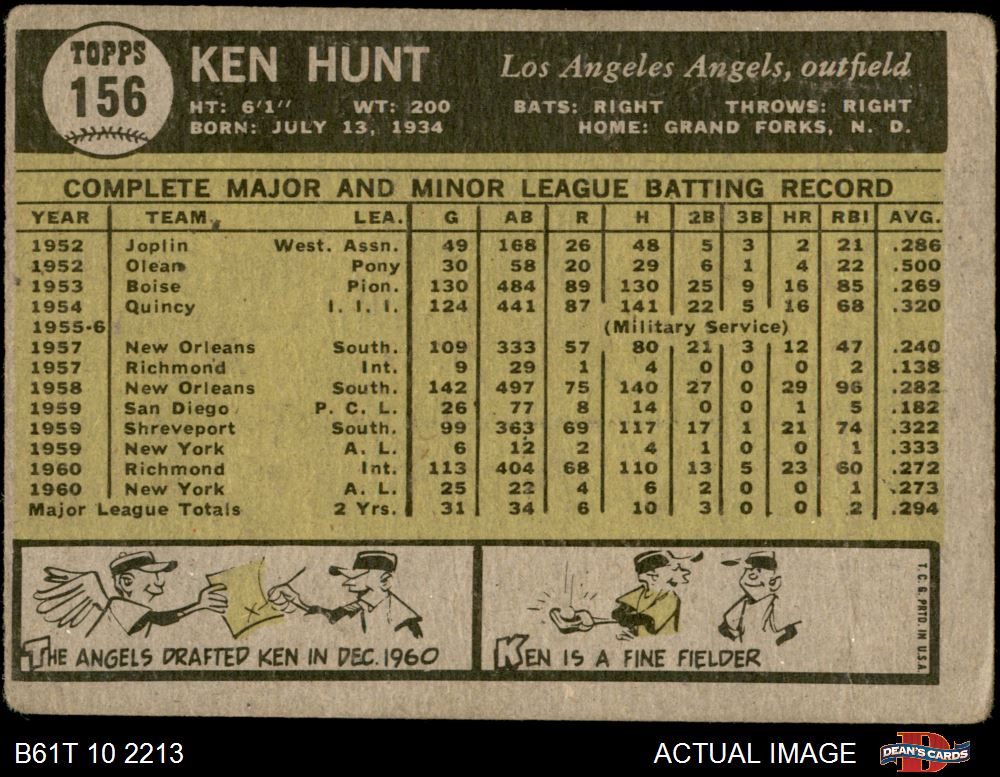 TOPPS
156
KEN HUNT
Los Angeles Angels, outfield
HT: 6'1" WT: 200 BATS: RIGHT THROWS: RIGHT
BORN: JULY 13, 1934 HOME: GRAND FORKS, N. D.
COMPLETE MAJOR AND MINOR LEAGUE BATTING RECORD
YEAR TEAM LEA. G AB R H 2B 3B HR RBI AVG.
1952 Joplin West. Assn. 49 168 26 48 5 3 2 21 .286
1952 Olean Pony 30 58 20 29 6 1 4 22 .500
1953 Boise Pion. 130 484 89 130 25 9 16 85 .269
1954 Quincy I. I. I. 124 441 87 141 22 5 16 68 .320
1955-6 (Military Service)
1957 New Orleans South. 109 333 57 80 21 3 12 47 .240
1957 Richmond Int. 9 29 1 4 0 0 0 2 .138
1958 New Orleans South. 142 497 75 140 27 0 29 96 .282
1959 San Diego P. C. L. 26 77 8 14 0 0 1 5 .182
1959 Shreveport South. 99 363 69 117 17 1 21 74 .322
1959 New York A. L. 6 12 2 4 1 0 0 1 .333
1960 Richmond Int. 113 404 68 110 13 5 23 60 .272
1960 New York A. L. 25 22 4 6 2 0 0 1 .273
Major League Totals 2 Yrs. 31 34 6 10 3 0 0 2 .294
THE ANGELS DRAFTED KEN IN DEC. 1960
KEN IS A FINE FIELDER
T. C. G. PRTD. IN U.S.A.
B61T 10 2213
ACTUAL IMAGE
DEAN'S CARDS